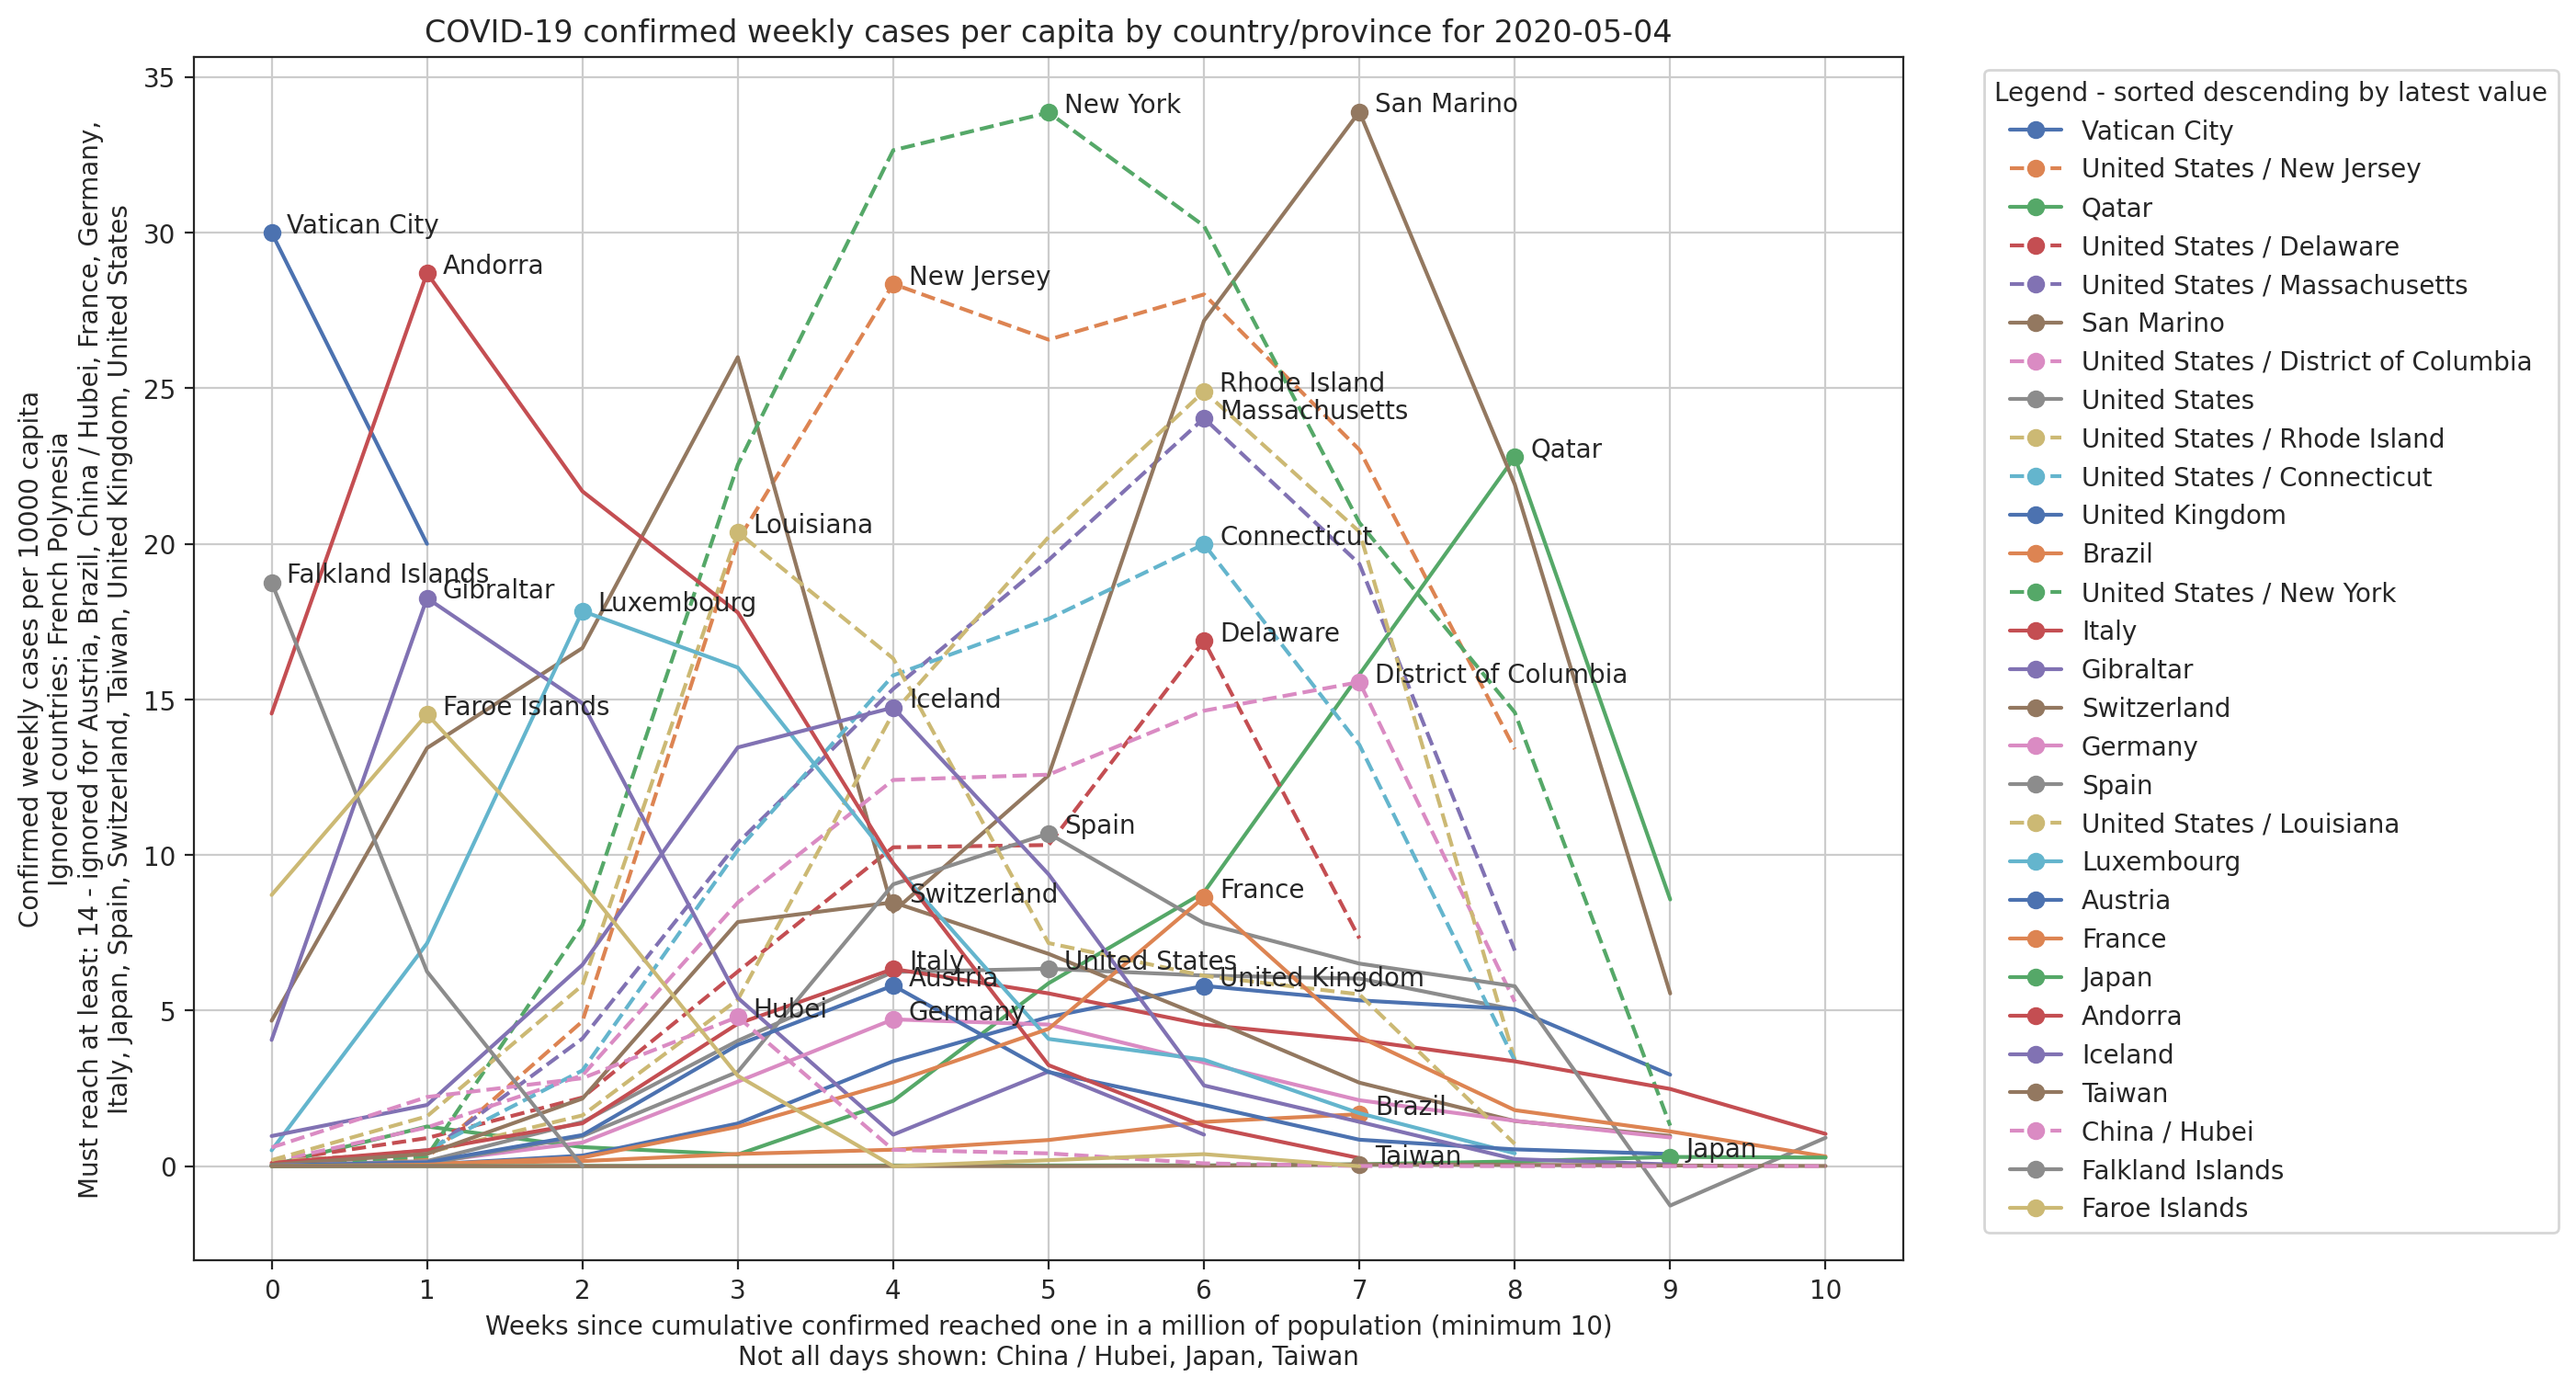 COVID-19 confirmed weekly cases per capita by country/province for 2020-05-04
Confirmed weekly cases per 10000 capita
Ignored countries: French Polynesia
Must reach at least: 14 - ignored for Austria, Brazil, China / Hubei, France, Germany,
Italy, Japan, Spain, Switzerland, Taiwan, United Kingdom, United States
35
30
25
20
15
10
5
0
New York
San Marino
Vatican City
Andorra
New Jersey
Rhode Island
Massachusetts
Qatar
Louisiana
Connecticut
Falkland Islands
Gibraltar
Luxembourg
Delaware
District of Columbia
Faroe Islands
Iceland
Spain
Switzerland
France
Italy
United States
Austria
United Kingdom
Hubei
Germany
Brazil
Taiwan
Japan
0 1 2 3 4 5 6 7 8 9 10
Weeks since cumulative confirmed reached one in a million of population (minimum 10)
Not all days shown: China / Hubei, Japan, Taiwan
Legend - sorted descending by latest value
Vatican City
United States / New Jersey
Qatar
United States / Delaware
United States / Massachusetts
San Marino
United States / District of Columbia
United States
United States / Rhode Island
United States / Connecticut
United Kingdom
Brazil
United States / New York
Italy
Gibraltar
Switzerland
Germany
Spain
United States / Louisiana
Luxembourg
Austria
France
Japan
Andorra
Iceland
Taiwan
China / Hubei
Falkland Islands
Faroe Islands